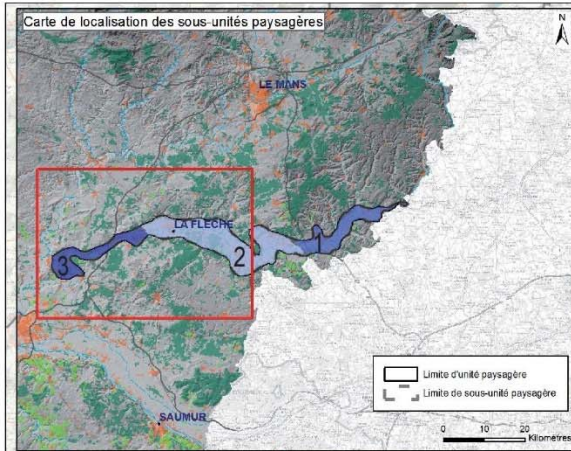 Carte de localisation des sous-unités paysagères
N
LE MANS
LA FLECHE
1
2
3
SAUMUR
Limite d'unité paysagère
Limite de sous-unité paysagère
0 10 20
Kilomètres